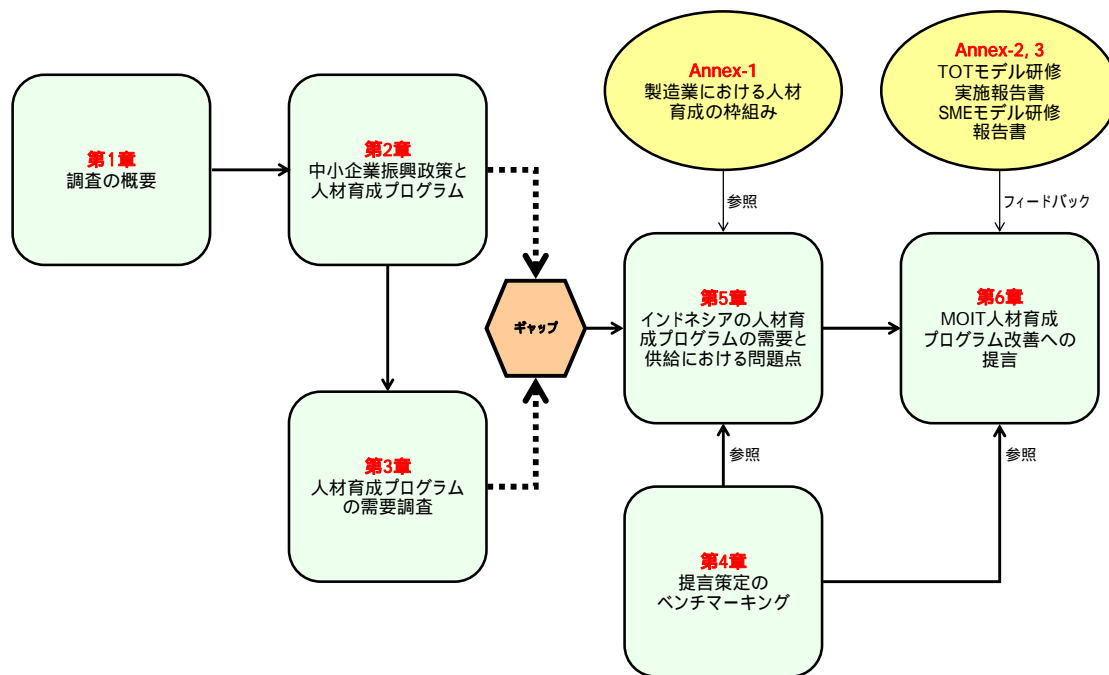 第1章
調査の概要
第2章
中小企業振興政策と
人材育成プログラム
第3章
人材育成プログラム
の需要調査
ギャップ
Annex-1
製造業における人材
育成の枠組み
参照
第5章
インドネシアの人材育
成プログラムの需要と
供給における問題点
参照
第4章
提言策定の
ベンチマーキング
Annex-2, 3
TOTモデル研修
実施報告書
SMEモデル研修
報告書
フィードバック
第6章
MOIT人材育成
プログラム改善への
提言
参照